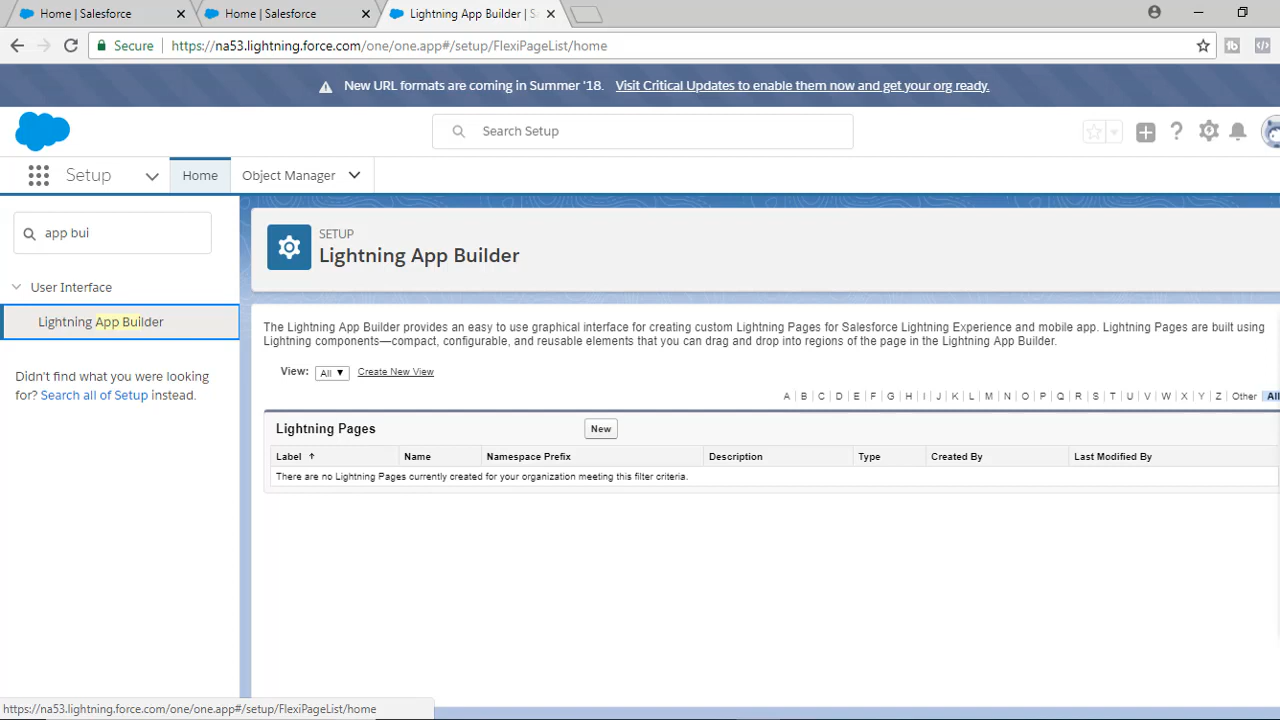 Home | Salesforce
Home | Salesforce
Lightning App Builder | S
Secure https://na53.lightning.force.com/one/one.app#/setup/FlexiPageList/home
New URL formats are coming in Summer '18. Visit Critical Updates to enable them now and get your org ready.
Search Setup
Setup
Home
Object Manager
app bui
User Interface
Lightning App Builder
Didn't find what you were looking
for? Search all of Setup instead.
SETUP
Lightning App Builder
The Lightning App Builder provides an easy to use graphical interface for creating custom Lightning Pages for Salesforce Lightning Experience and mobile app. Lightning Pages are built using
Lightning components—compact, configurable, and reusable elements that you can drag and drop into regions of the page in the Lightning App Builder.
View: All Create New View
A | B | C | D | E | F | G | H | I | J | K | L | M | N | O | P | Q | R | S | T | U | V | W | X | Y | Z | Other | All
Lightning Pages New
Label Name Namespace Prefix Description Type Created By Last Modified By
There are no Lightning Pages currently created for your organization meeting this filter criteria.
https://na53.lightning.force.com/one/one.app#/setup/FlexiPageList/home